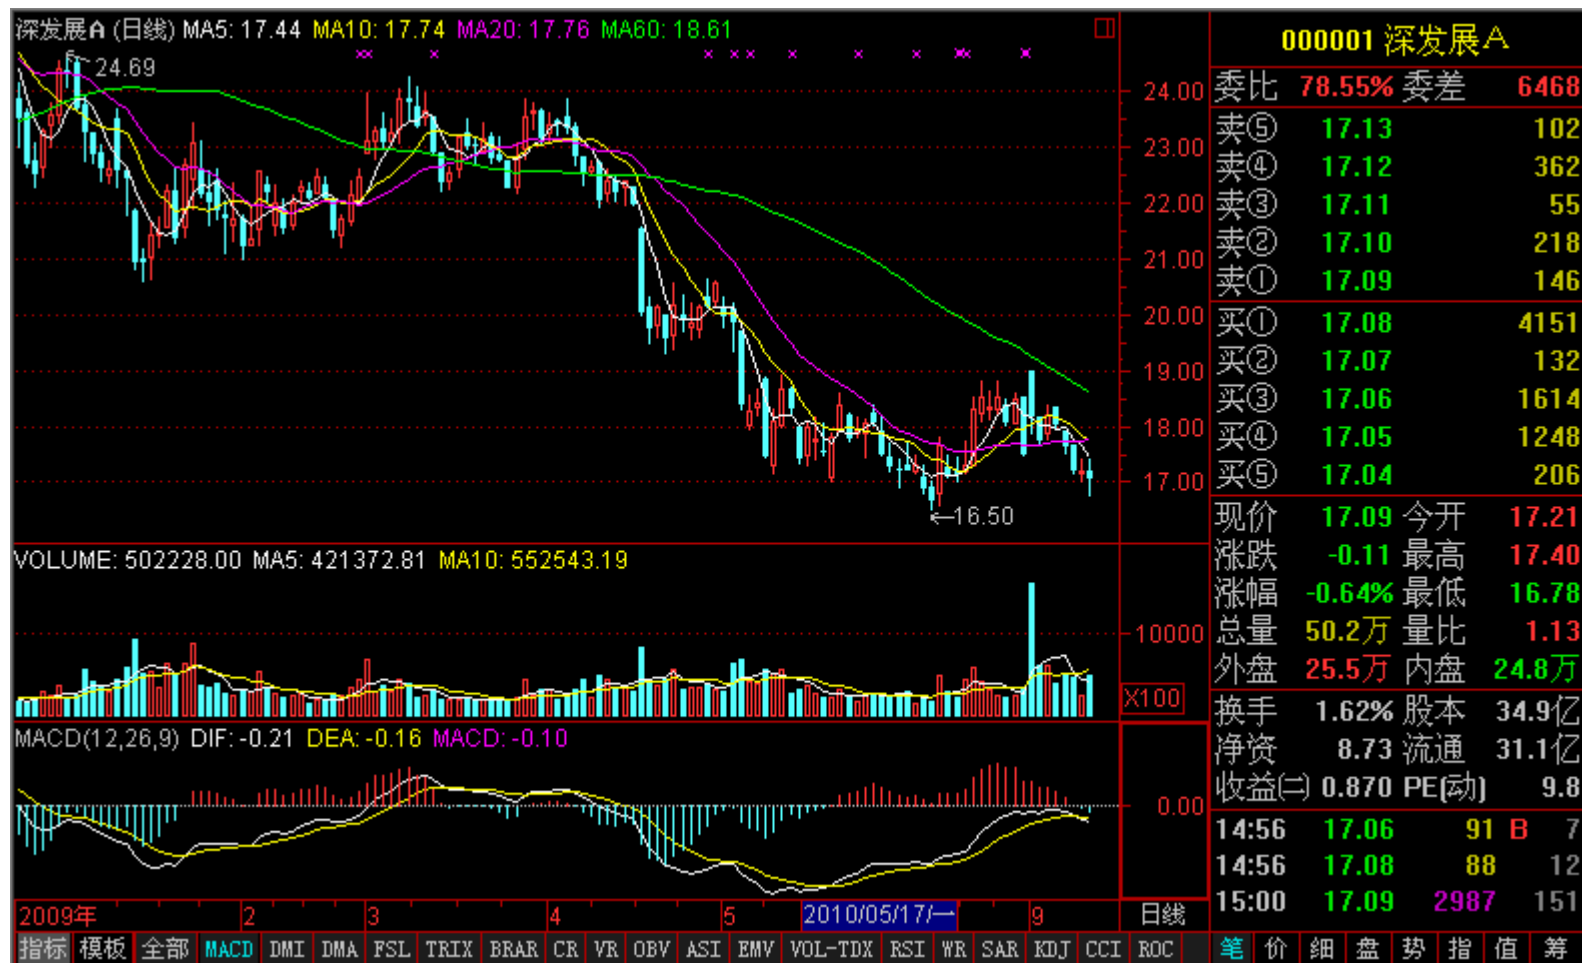 深发展A (日线) MA5: 17.44 MA10: 17.74 MA20: 17.76 MA60: 18.61
24.69
24.00
23.00
22.00
21.00
20.00
19.00
18.00
17.00
←16.50
VOLUME: 502228.00 MA5: 421372.81 MA10: 552543.19
10000
X100
MACD(12,26,9) DIF: -0.21 DEA: -0.16 MACD: -0.10
0.00
2009年 2 3 4 5 2010/05/17/一 9 日线
指标 模板 全部 MACD DMI DMA FSL TRIX BRAR CR VR OBV ASI EMV VOL-TDX RSI WR SAR KDJ CCI ROC
000001 深发展A
委比 78.55% 委差 6468
卖⑤ 17.13 102
卖④ 17.12 362
卖③ 17.11 55
卖② 17.10 218
卖① 17.09 146
买① 17.08 4151
买② 17.07 132
买③ 17.06 1614
买④ 17.05 1248
买⑤ 17.04 206
现价 17.09 今开 17.21
涨跌 -0.11 最高 17.40
涨幅 -0.64% 最低 16.78
总量 50.2万 量比 1.13
外盘 25.5万 内盘 24.8万
换手 1.62% 股本 34.9亿
净资 8.73 流通 31.1亿
收益(二) 0.870 PE(动) 9.8
14:56 17.06 91 B 7
14:56 17.08 88 12
15:00 17.09 2987 151
笔 价 细 盘 势 指 值 筹